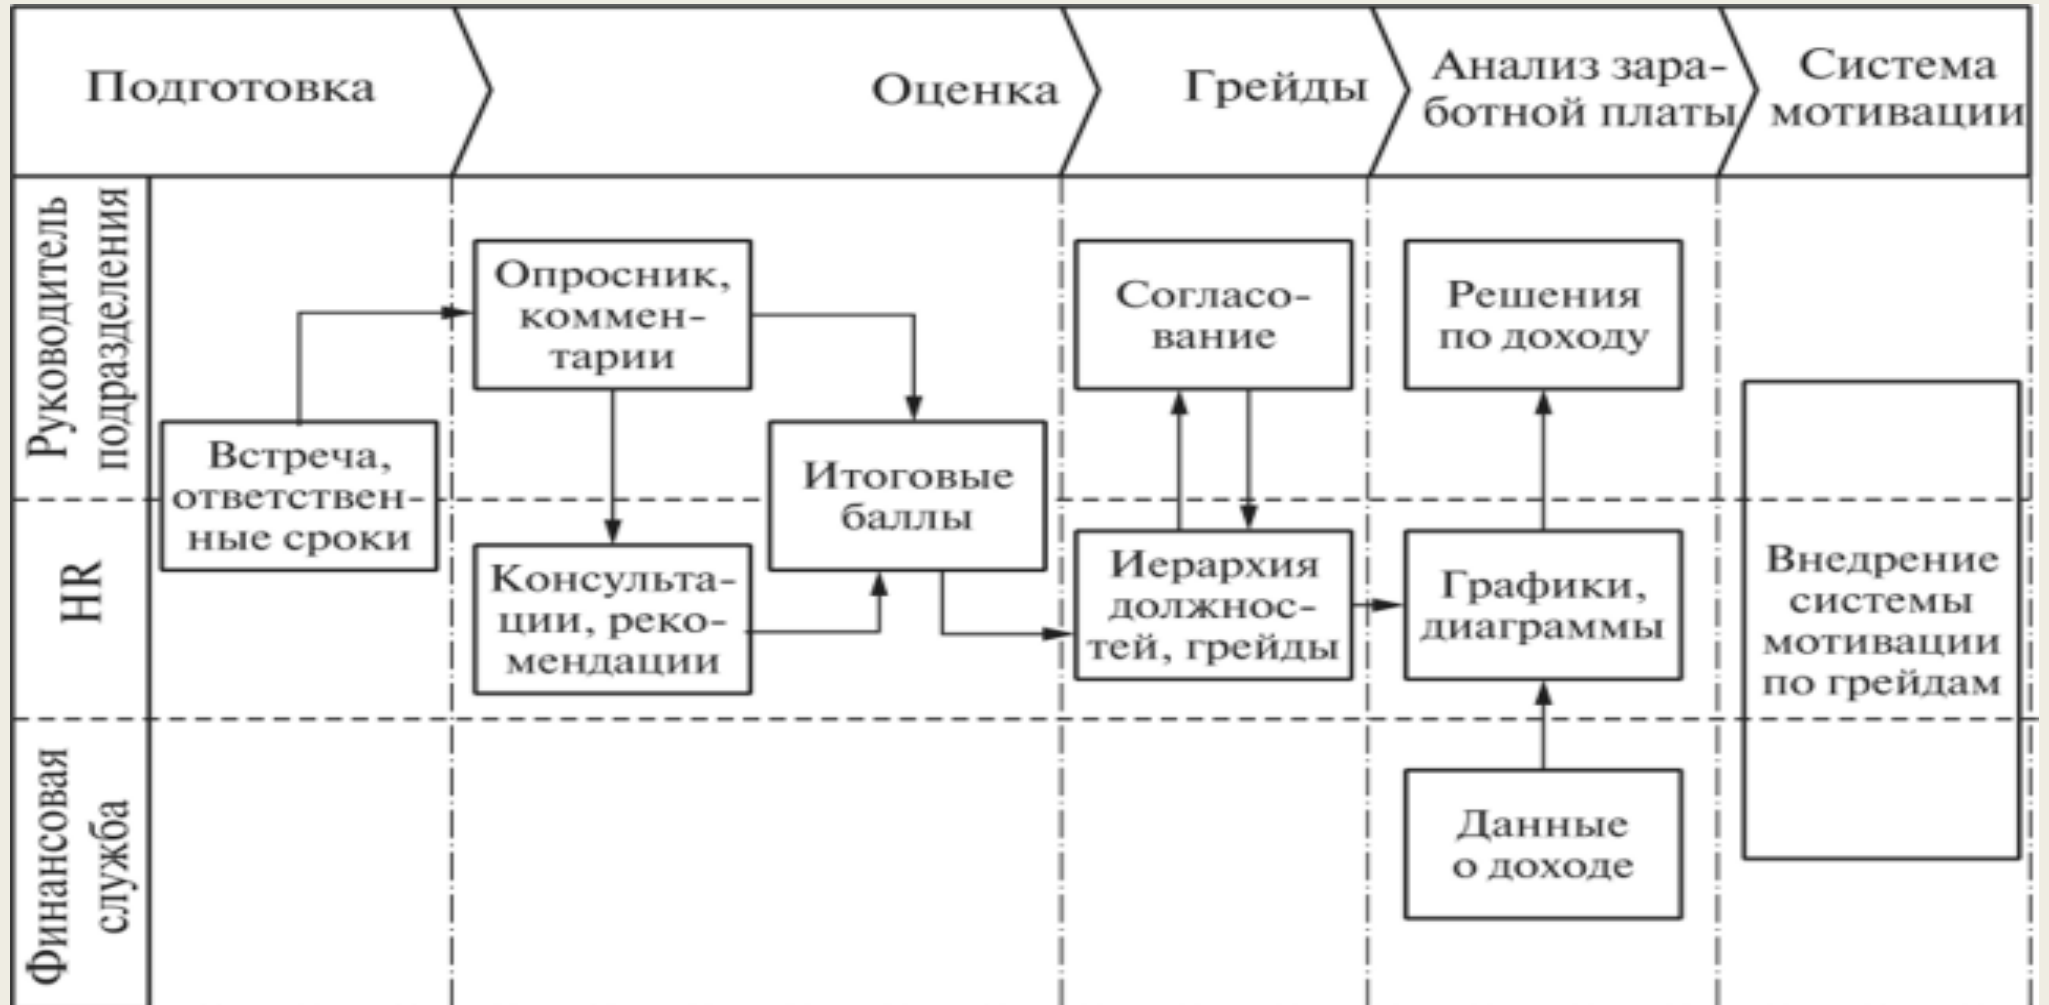 Подготовка
Оценка
Грейды
Анализ зара-
ботной платы
Система
мотивации
Руководитель
подразделения
HR
Финансовая
служба
Встреча,
ответствен-
ные сроки
Опросник,
коммен-
тарии
Консульта-
ции, реко-
мендации
Итоговые
баллы
Согласо-
вание
Иерархия
должнос-
тей, грейды
Решения
по доходу
Графики,
диаграммы
Данные
о доходе
Внедрение
системы
мотивации
по грейдам